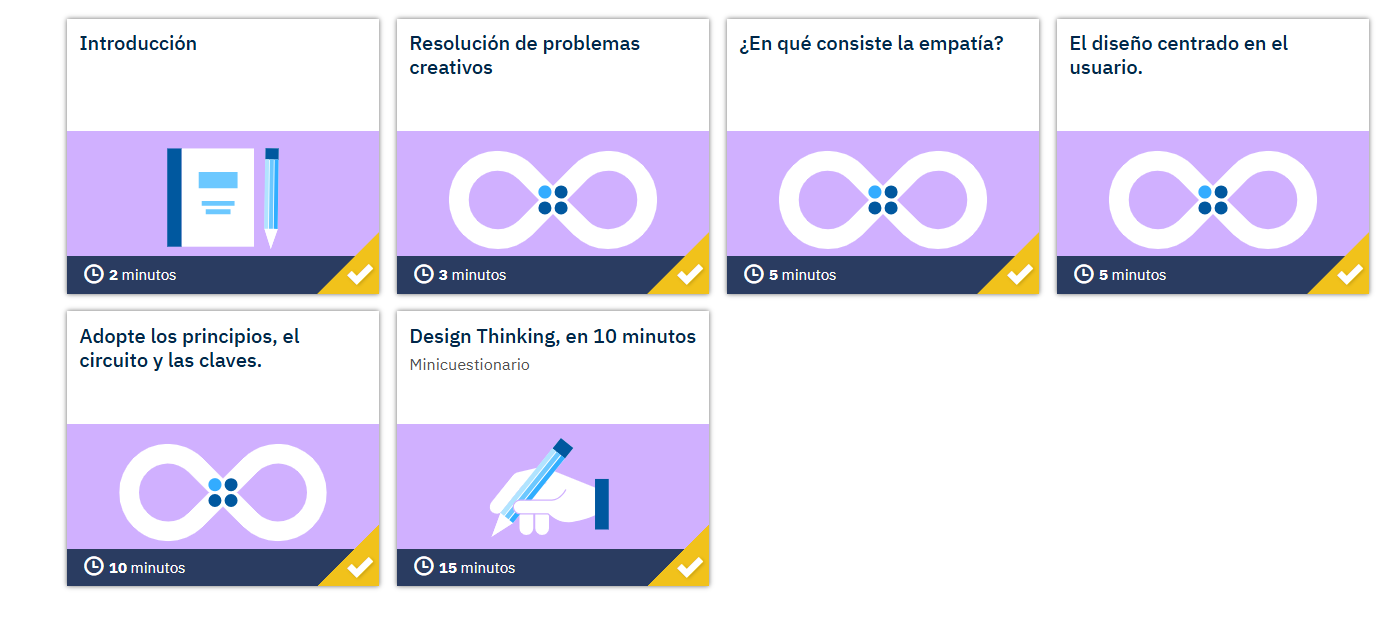 Introducción
2 minutos
Resolución de problemas
creativos
3 minutos
¿En qué consiste la empatía?
5 minutos
El diseño centrado en el
usuario.
5 minutos
Adopte los principios, el
circuito y las claves.
10 minutos
Design Thinking, en 10 minutos
Minicuestionario
15 minutos